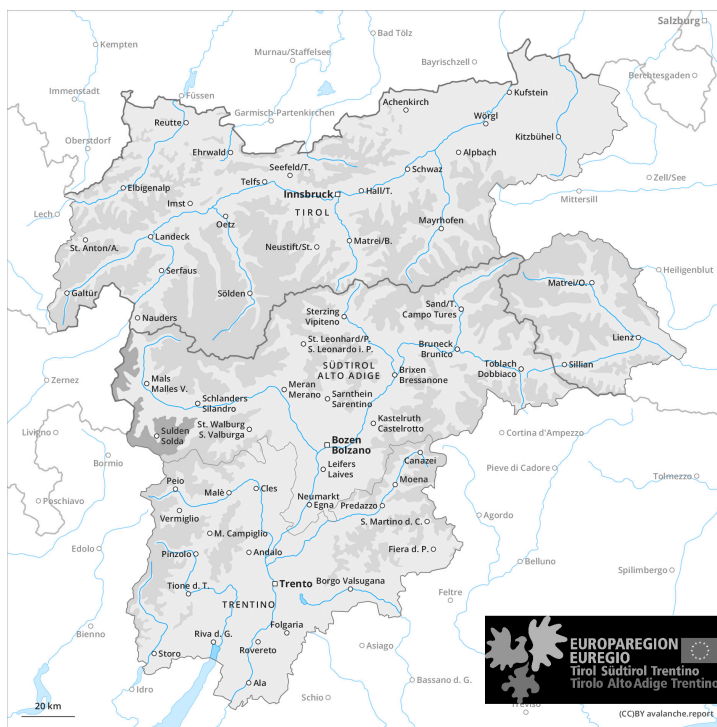 Salzburg
Kempten
Bad Tölz
Murnau/Staffelsee
Bayrischzell
Berchtesgaden
Immenstadt
Füssen
Kufstein
Achenkirch
Garmisch-Partenkirchen
Reutte
Wörgl
Oberstdorf
Kitzbühel
Ehrwald
Alpbach
Seefeld/T.
Schwaz
Telfs
Zell/See
Elbigenalp
Innsbruck
Hall/T.
Mittersill
Imst
TIROL
Lech
Oetz
Mayrhofen
Landeck
Matrei/B.
St. Anton/A.
Neustift/St.
Serfaus
Heiligenblut
Matrei/O.
Galtür
Sölden
Sand/T.
Campo Tures
Nauders
Sterzing
Vipiteno
Lienz
St. Leonhard/P.
S. Leonardo i. P.
Bruneck
Brunico
Sillian
SÜDTIROL
ALTO ADIGE
Toblach
Dobbiaco
Brixen
Bressanone
Zernez
Mals
Malles V.
Meran
Merano
Sarnthein
Sarentino
Schlanders
Silandro
Kastelruth
Castelrotto
St. Walburg
S. Valburga
Livigno
Sulden
Solda
Cortina d'Ampezzo
Bozen
Bolzano
Bormio
Canazei
Leifers
Laives
Pieve di Cadore
Tolmezzo
Peio
Moena
Malè
Cles
Neumarkt
Egna
Predazzo
Poschiavo
Vermiglio
Agordo
S. Martino d. C.
M. Campiglio
Edolo
Pinzolo
Andalo
Fiera d. P.
Belluno
Spilimbergo
Tione d. T.
Trento
Borgo Valsugana
Feltre
TRENTINO
Bienno
Folgaria
Riva d. G.
Rovereto
Asiago
Storo
Idro
Ala
Bassano d. G.
Schio
Treviso
EUROPAREGION
EUREGIO
Tirol Südtirol Trentino
Tirolo AltoAdige Trentino
20 km
(CC)BY avalanche.report